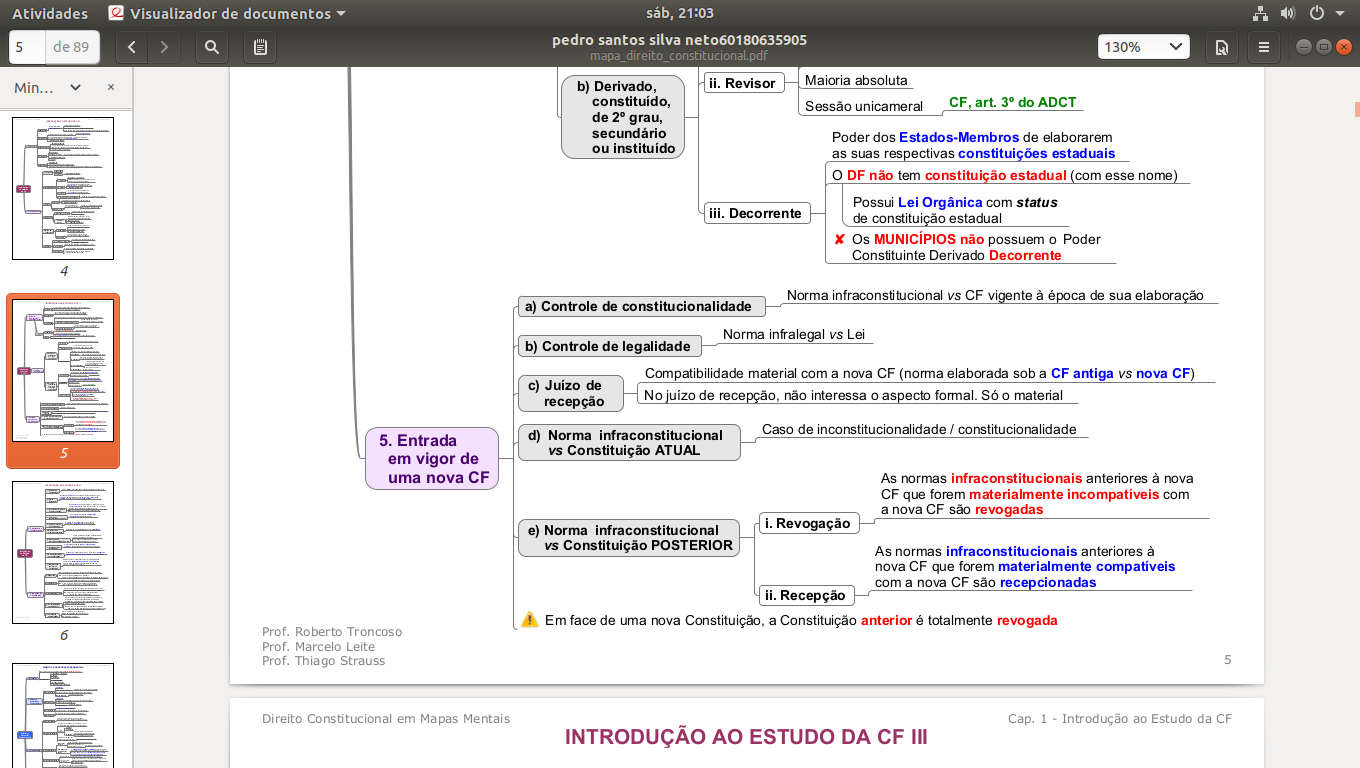 Atividades
Visualizador de documentos
sáb, 21:03
5
de 89
pedro santos silva neto60180635905
mapa_direito_constitucional.pdf
130%
Min...
×
4
5
6
b) Derivado,
constituído,
de 2º grau,
secundário
ou instituído
ii. Revisor
Maioria absoluta
Sessão unicameral
CF, art. 3º do ADCT
iii. Decorrente
Poder dos Estados-Membros de elaborarem
as suas respectivas constituições estaduais
O DF não tem constituição estadual (com esse nome)
Possui Lei Orgânica com status
de constituição estadual
✘ Os MUNICÍPIOS não possuem o Poder
Constituinte Derivado Decorrente
5. Entrada
em vigor de
uma nova CF
a) Controle de constitucionalidade
Norma infraconstitucional vs CF vigente à época de sua elaboração
b) Controle de legalidade
Norma infralegal vs Lei
c) Juízo de
recepção
Compatibilidade material com a nova CF (norma elaborada sob a CF antiga vs nova CF)
No juízo de recepção, não interessa o aspecto formal. Só o material
d) Norma infraconstitucional
vs Constituição ATUAL
Caso de inconstitucionalidade / constitucionalidade
e) Norma infraconstitucional
vs Constituição POSTERIOR
i. Revogação
As normas infraconstitucionais anteriores à nova
CF que forem materialmente incompatíveis com
a nova CF são revogadas
ii. Recepção
As normas infraconstitucionais anteriores à
nova CF que forem materialmente compatíveis
com a nova CF são recepcionadas
Em face de uma nova Constituição, a Constituição anterior é totalmente revogada
Prof. Roberto Troncoso
Prof. Marcelo Leite
Prof. Thiago Strauss
5
Direito Constitucional em Mapas Mentais
Cap. 1 - Introdução ao Estudo da CF
INTRODUÇÃO AO ESTUDO DA CF III